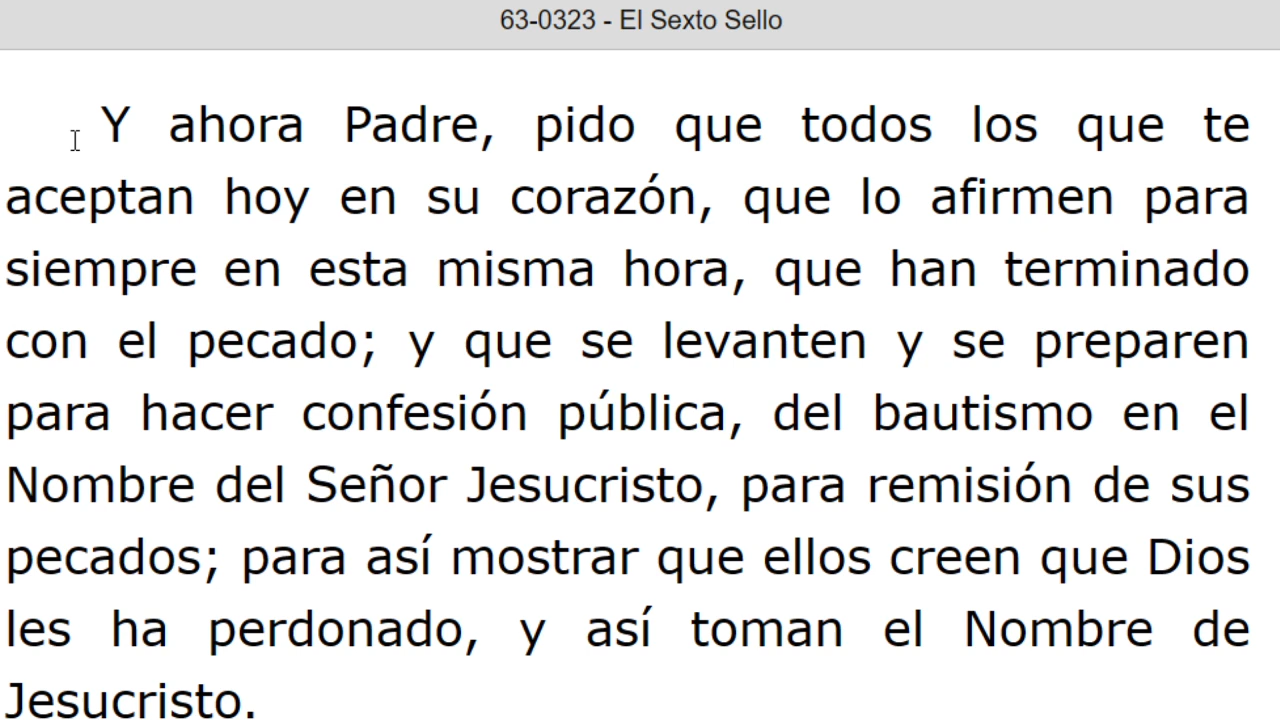 63-0323 - El Sexto Sello
Y ahora Padre, pido que todos los que te
aceptan hoy en su corazón, que lo afirmen para
siempre en esta misma hora, que han terminado
con el pecado; y que se levanten y se preparen
para hacer confesión pública, del bautismo en el
Nombre del Señor Jesucristo, para remisión de sus
pecados; para así mostrar que ellos creen que Dios
les ha perdonado, y así toman el Nombre de
Jesucristo.